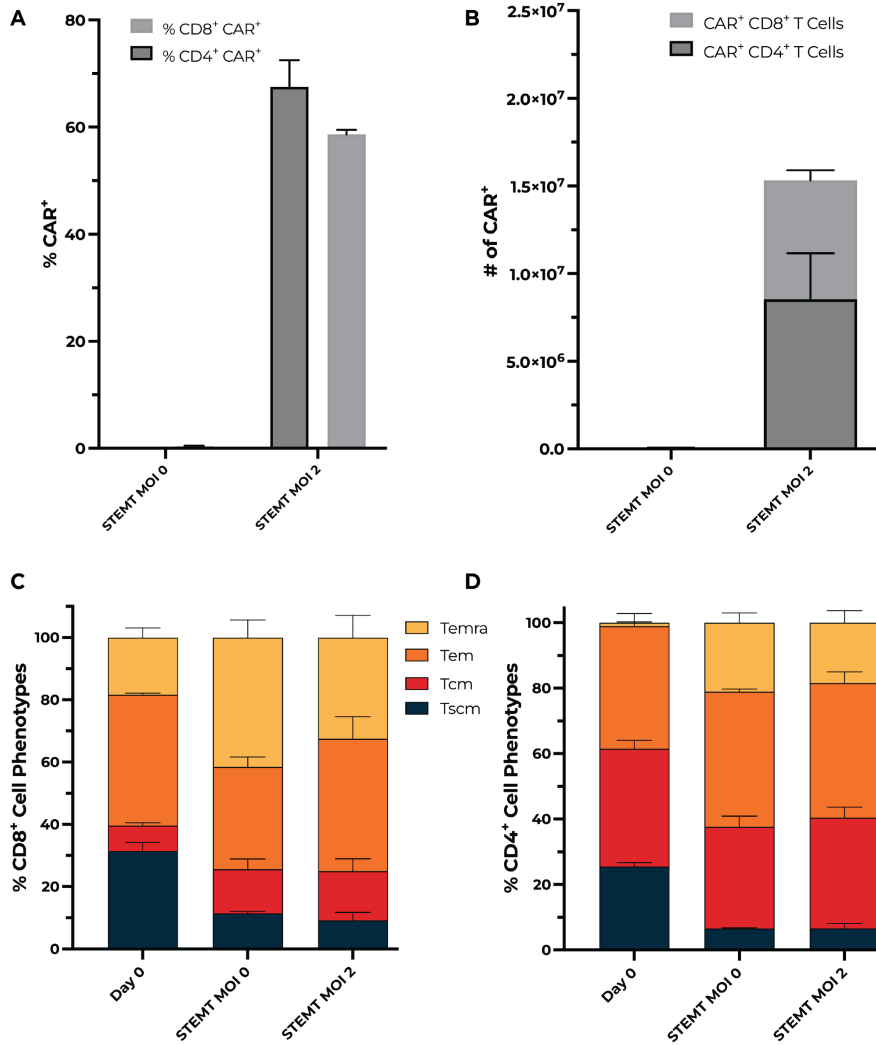 A
% CD8⁺ CAR⁺
% CD4⁺ CAR⁺
% CAR⁺
80
60
40
20
0
STEMT MOI 0
STEMT MOI 2
B
CAR⁺ CD8⁺ T Cells
CAR⁺ CD4⁺ T Cells
# of CAR⁺
2.5×10⁷
2.0×10⁷
1.5×10⁷
1.0×10⁷
5.0×10⁶
0.0
STEMT MOI 0
STEMT MOI 2
C
% CD8⁺ Cell Phenotypes
100
80
60
40
20
0
Day 0
STEMT MOI 0
STEMT MOI 2
Temra
Tem
Tcm
Tscm
D
% CD4⁺ Cell Phenotypes
100
80
60
40
20
0
Day 0
STEMT MOI 0
STEMT MOI 2